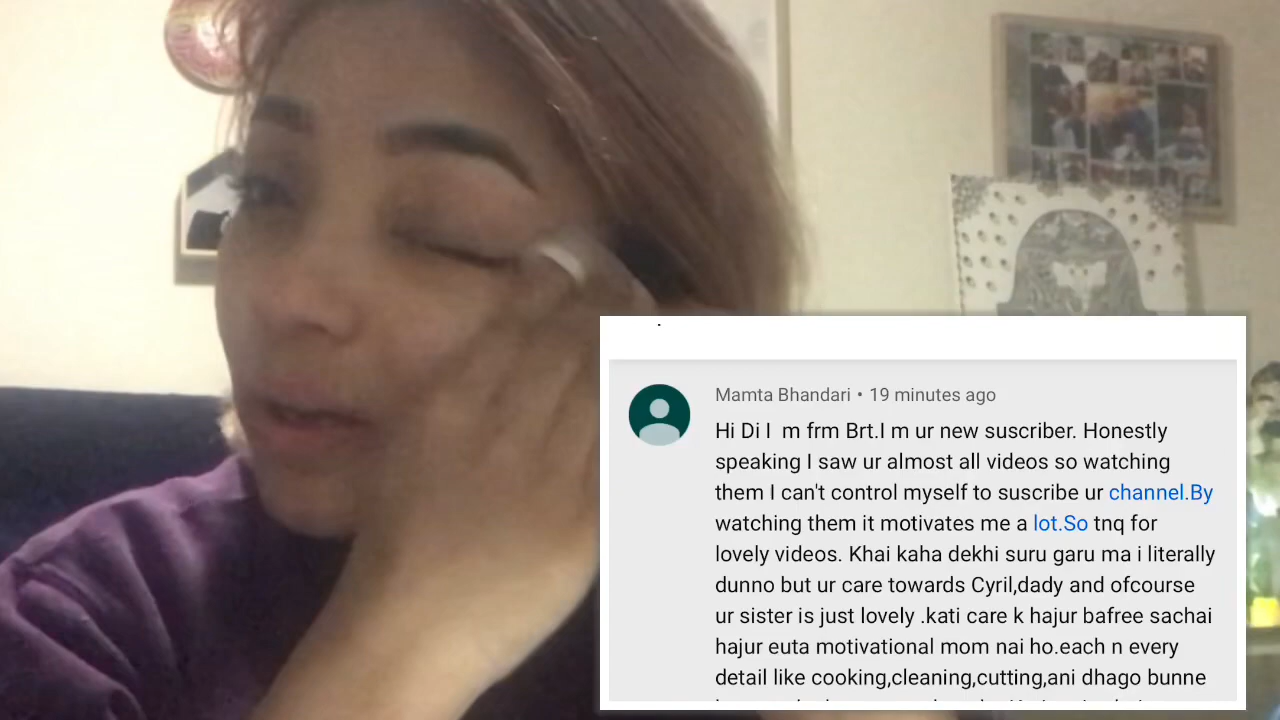 Mamta Bhandari • 19 minutes ago
Hi Di I  m frm Brt.I m ur new suscriber. Honestly
speaking I saw ur almost all videos so watching
them I can't control myself to suscribe ur channel.By
watching them it motivates me a lot.So tnq for
lovely videos. Khai kaha dekhi suru garu ma i literally
dunno but ur care towards Cyril,dady and ofcourse
ur sister is just lovely .kati care k hajur bafree sachai
hajur euta motivational mom nai ho.each n every
detail like cooking,cleaning,cutting,ani dhago bunne